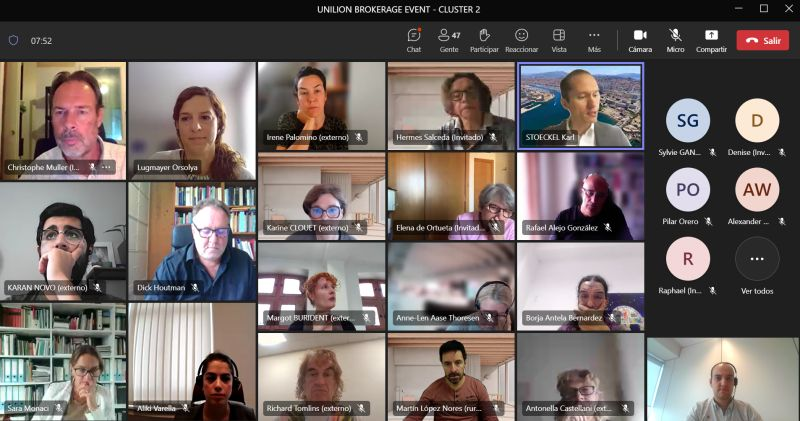 UNILION BROKERAGE EVENT - CLUSTER 2
07:52
Chat
Gente
47
Participar
Reaccionar
Vista
Más
Cámara
Micro
Compartir
Salir
Christophe Muller (I...
Lugmayer Orsolya
Irene Palomino (externo)
Hermes Salceda (Invitado)
STOECKEL Karl
SG
D
Sylvie GAN...
Denise (Inv...
KARAN NOVO (externo)
Dick Houtman
Karine CLOUET (externo)
Elena de Ortueta (Invitad...
Rafael Alejo González
PO
AW
Pilar Orero
Alexander ...
R
Raphael (In...
Ver todos
Margot BURIDENT (exter...
Anne-Len Aase Thoresen
Borja Antela Bernardez
Sara Monaci
Aliki Varella
Richard Tomlins (externo)
Martín López Nores (rur...
Antonella Castellani (ext...